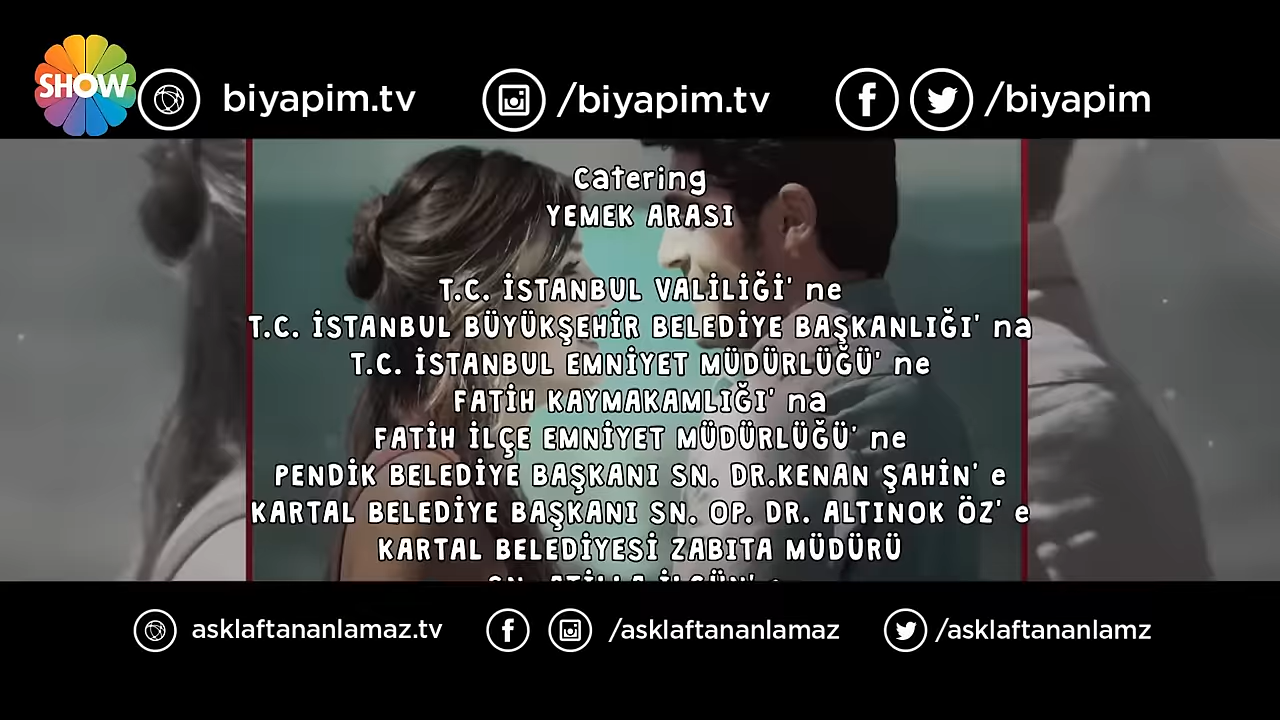 SHOW
biyapim.tv
/biyapim.tv
/biyapim
Catering
YEMEK ARASI
T.C. İSTANBUL VALİLİĞİ' ne
T.C. İSTANBUL BÜYÜKŞEHİR BELEDİYE BAŞKANLIĞI' na
T.C. İSTANBUL EMNİYET MÜDÜRLÜĞÜ' ne
FATİH KAYMAKAMLIĞI' na
FATİH İLÇE EMNİYET MÜDÜRLÜĞÜ' ne
PENDİK BELEDİYE BAŞKANI SN. DR.KENAN ŞAHİN' e
KARTAL BELEDİYE BAŞKANI SN. OP. DR. ALTINOK ÖZ' e
KARTAL BELEDİYESİ ZABITA MÜDÜRÜ
asklaftananlamaz.tv
/asklaftananlamaz
/asklaftananlamz